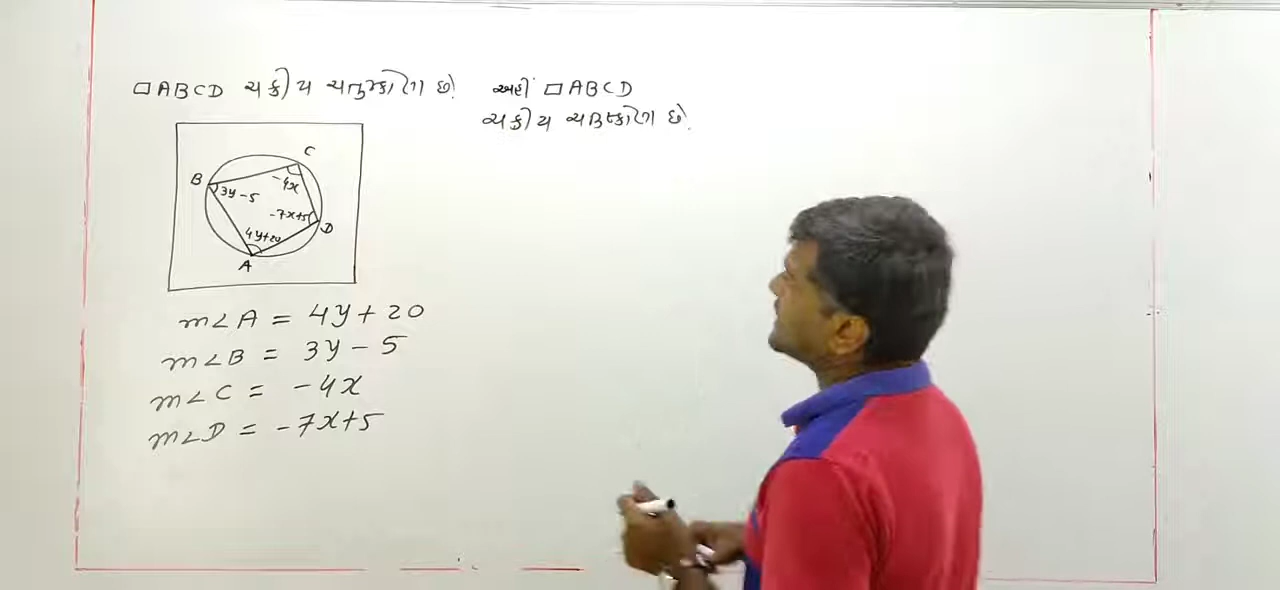 □ABCD ચક્રીય ચતુષ્કોણ છે.
અહીં □ABCD
ચક્રીય ચતુષ્કોણ છે.
C
B
-4x
3y-5
-7x+5
D
4y+20
A
m∠A = 4y+20
m∠B = 3y-5
m∠C = -4x
m∠D = -7x+5